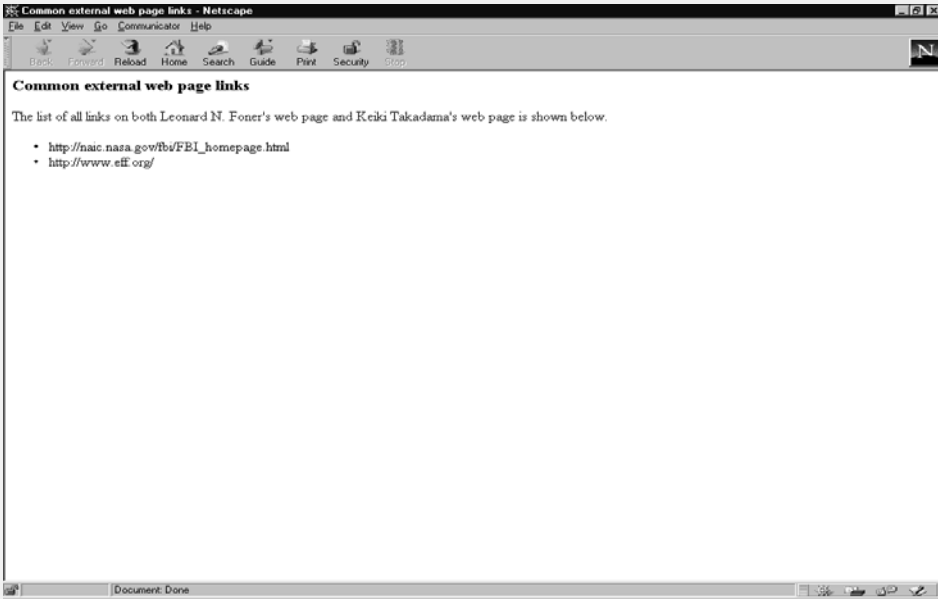 Common external web page links - Netscape
File Edit View Go Communicator Help
Back Forward Reload Home Search Guide Print Security Stop
N
Common external web page links
The list of all links on both Leonard N. Foner's web page and Keiki Takadama's web page is shown below.
• http://naic.nasa.gov/fbi/FBI_homepage.html
• http://www.eff.org/
Document: Done